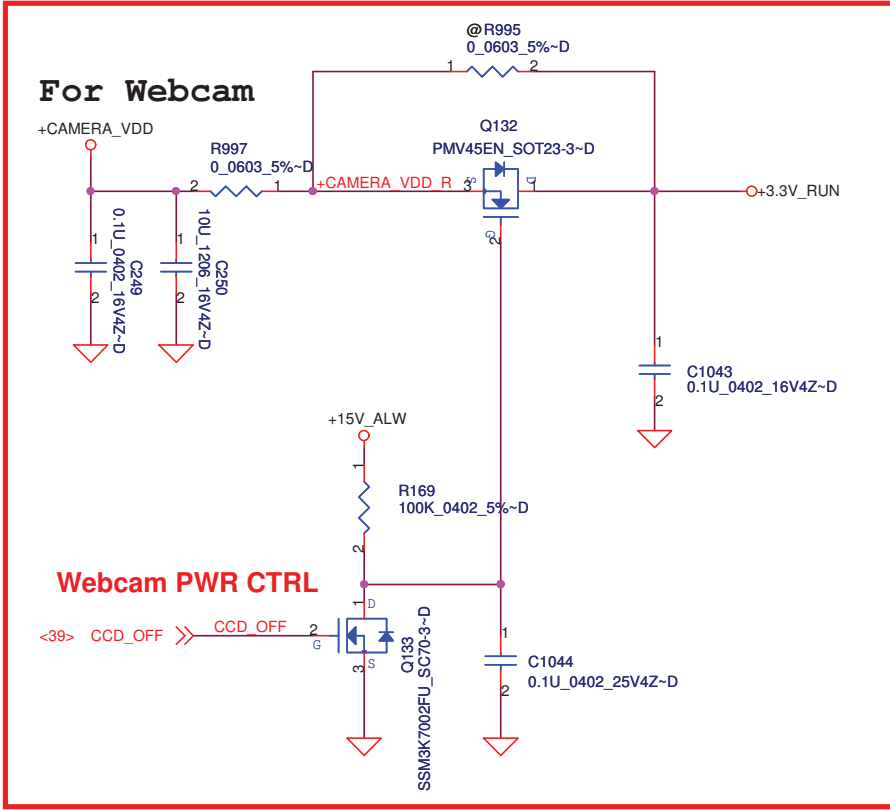 @R995
0_0603_5%~D
1
2
For Webcam
+CAMERA_VDD
Q132
PMV45EN_SOT23-3~D
R997
0_0603_5%~D
2
1
+CAMERA_VDD_R
3
S
D
1
+3.3V_RUN
G
2
1
2
C249
0.1U_0402_16V4Z~D
1
2
C250
10U_1206_16V4Z~D
1
2
C1043
0.1U_0402_16V4Z~D
+15V_ALW
1
R169
100K_0402_5%~D
2
Webcam PWR CTRL
1
D
<39>
CCD_OFF
CCD_OFF
2
G
3
S
Q133
SSM3K7002FU_SC70-3~D
1
2
C1044
0.1U_0402_25V4Z~D